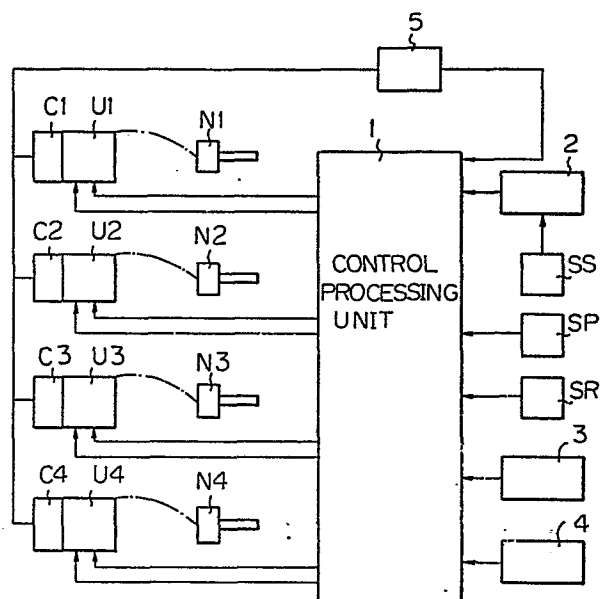 5
C1 U1 N1
1
2
C2 U2 N2
SS
CONTROL
PROCESSING
UNIT
SP
C3 U3 N3
SR
3
C4 U4 N4
4